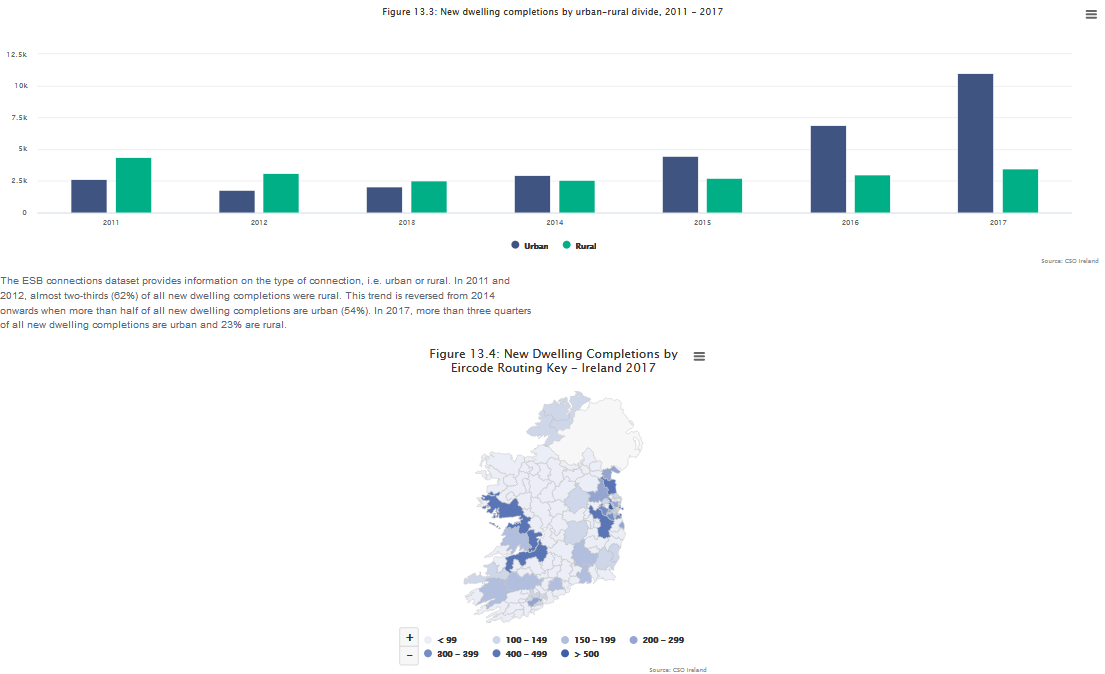 Figure 13.3: New dwelling completions by urban-rural divide, 2011 - 2017
12.5k
10k
7.5k
5k
2.5k
0
2011
2012
2013
2014
2015
2016
2017
Urban
Rural
Source: CSO Ireland
The ESB connections dataset provides information on the type of connection, i.e. urban or rural. In 2011 and
2012, almost two-thirds (62%) of all new dwelling completions were rural. This trend is reversed from 2014
onwards when more than half of all new dwelling completions are urban (54%). In 2017, more than three quarters
of all new dwelling completions are urban and 23% are rural.
Figure 13.4: New Dwelling Completions by
Eircode Routing Key - Ireland 2017
+
−
< 99
100 - 149
150 - 199
200 - 299
300 - 399
400 - 499
> 500
Source: CSO Ireland